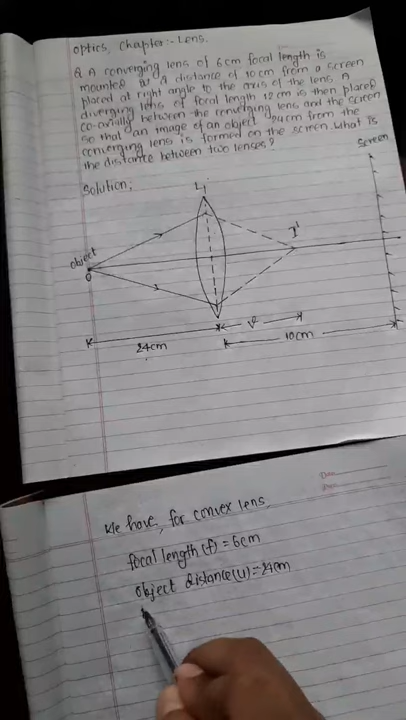 Optics, Chapter:- Lens.
Q. A converging lens of 6cm focal length is
mounted at a distance of 10cm from a screen
placed at right angle to the axis of the lens. A
diverging lens of focal length 12cm is then placed
co-axially between the converging lens and the screen
so that an image of an object 24cm from the
converging lens is formed on the screen. What is
the distance between two lenses?
Screen
Solution;
L1
I'
object
O
24cm
v
10cm
We have, for convex lens,
focal length (f) = 6cm
object distance (u) = 24cm